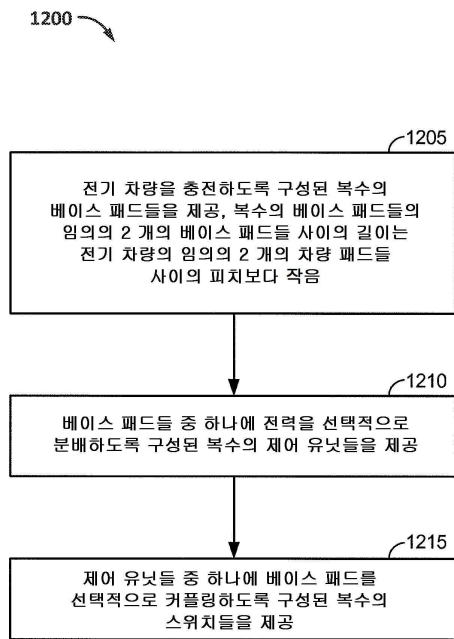 1200
1205
전기 차량을 충전하도록 구성된 복수의
베이스 패드들을 제공, 복수의 베이스 패드들의
임의의 2 개의 베이스 패드들 사이의 길이는
전기 차량의 임의의 2 개의 차량 패드들
사이의 피치보다 작음
1210
베이스 패드들 중 하나에 전력을 선택적으로
분배하도록 구성된 복수의 제어 유닛들을 제공
1215
제어 유닛들 중 하나에 베이스 패드를
선택적으로 커플링하도록 구성된 복수의
스위치들을 제공